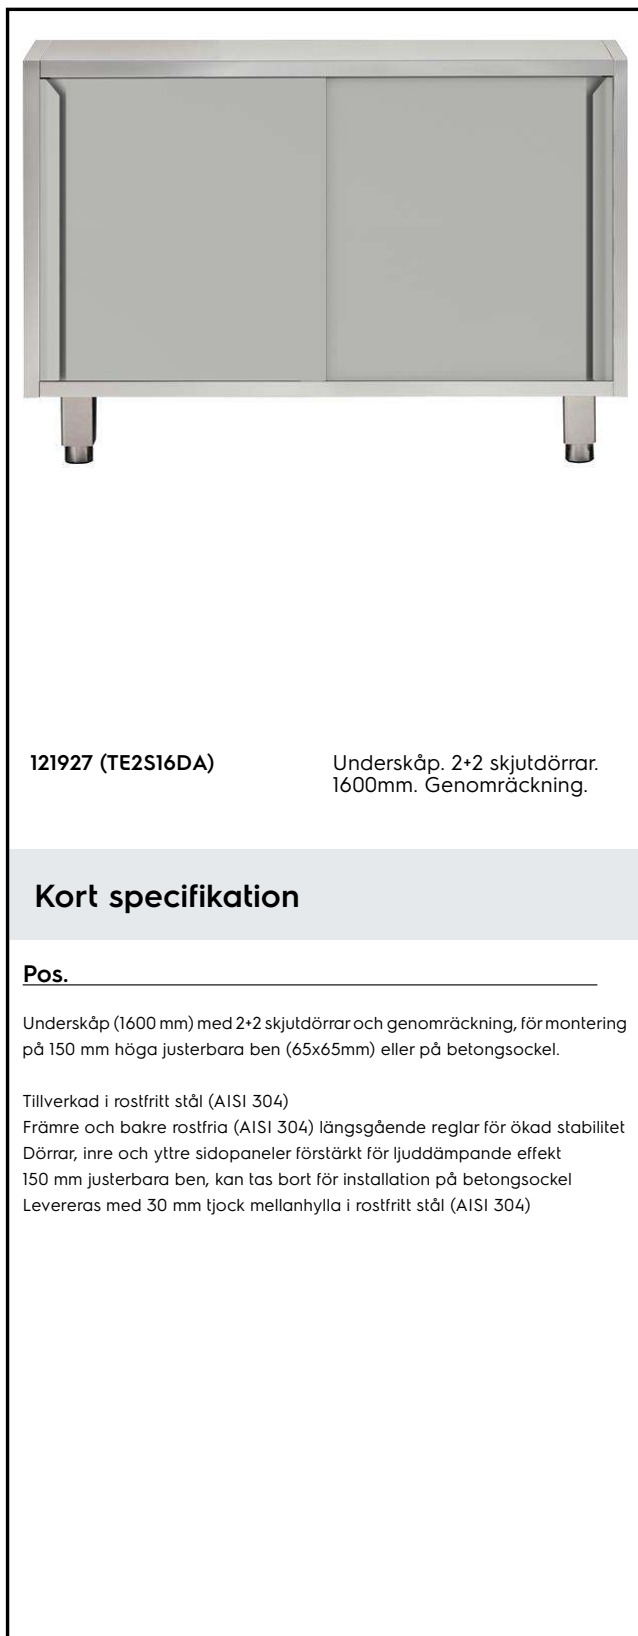 121927 (TE2S16DA)
Underskåp. 2+2 skjutdörrar.
1600mm. Genomräckning.
Kort specifikation
Pos.
Underskåp (1600 mm) med 2+2 skjutdörrar och genomräckning, för montering
på 150 mm höga justerbara ben (65x65mm) eller på betongsockel.
Tillverkad i rostfritt stål (AISI 304)
Främre och bakre rostfria (AISI 304) längsgående reglar för ökad stabilitet
Dörrar, inre och yttre sidopaneler förstärkt för ljuddämpande effekt
150 mm justerbara ben, kan tas bort för installation på betongsockel
Levereras med 30 mm tjock mellanhylla i rostfritt stål (AISI 304)